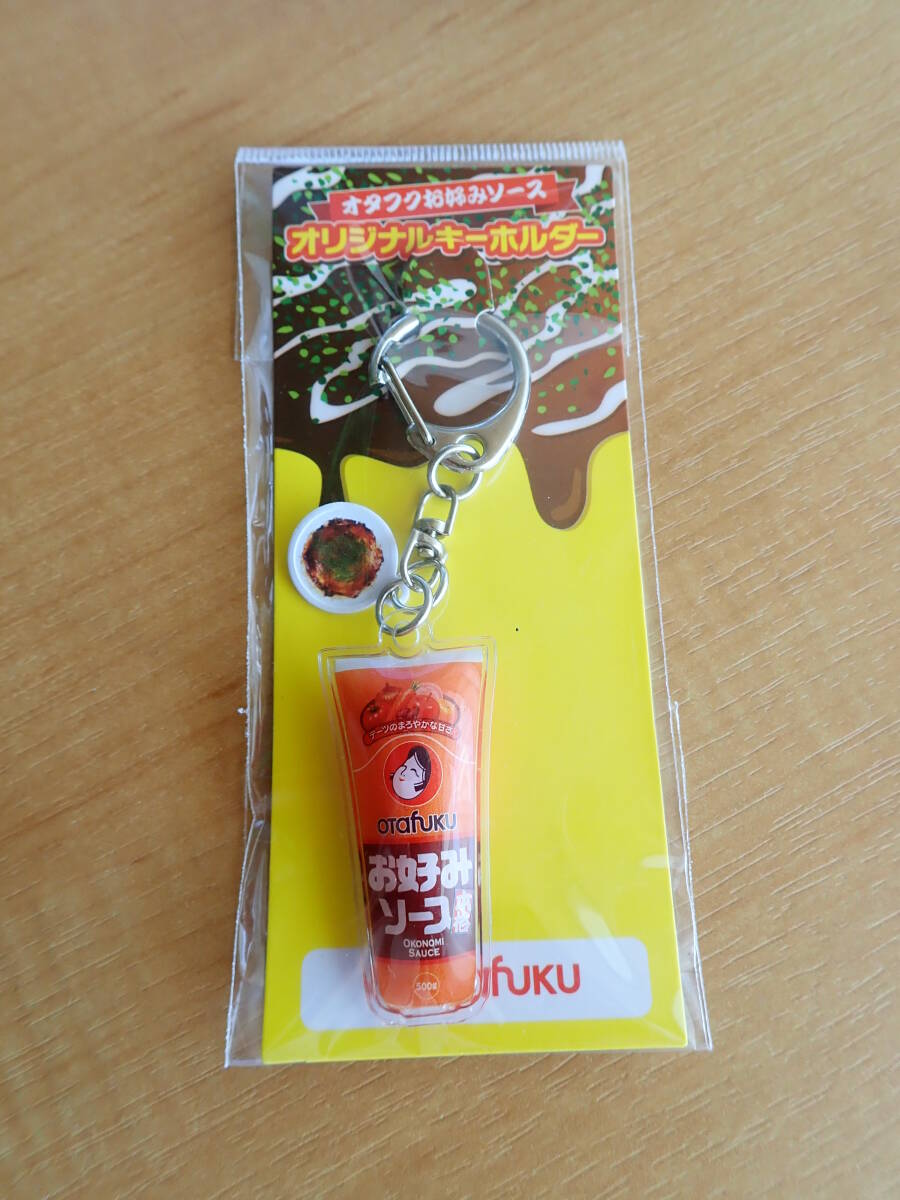 オタフクお好みソース
オリジナルキーホルダー
デーツのまろやかな甘さ
OTafuKU
お好み
ソース
OKONOMI
SAUCE
500g
afuKU